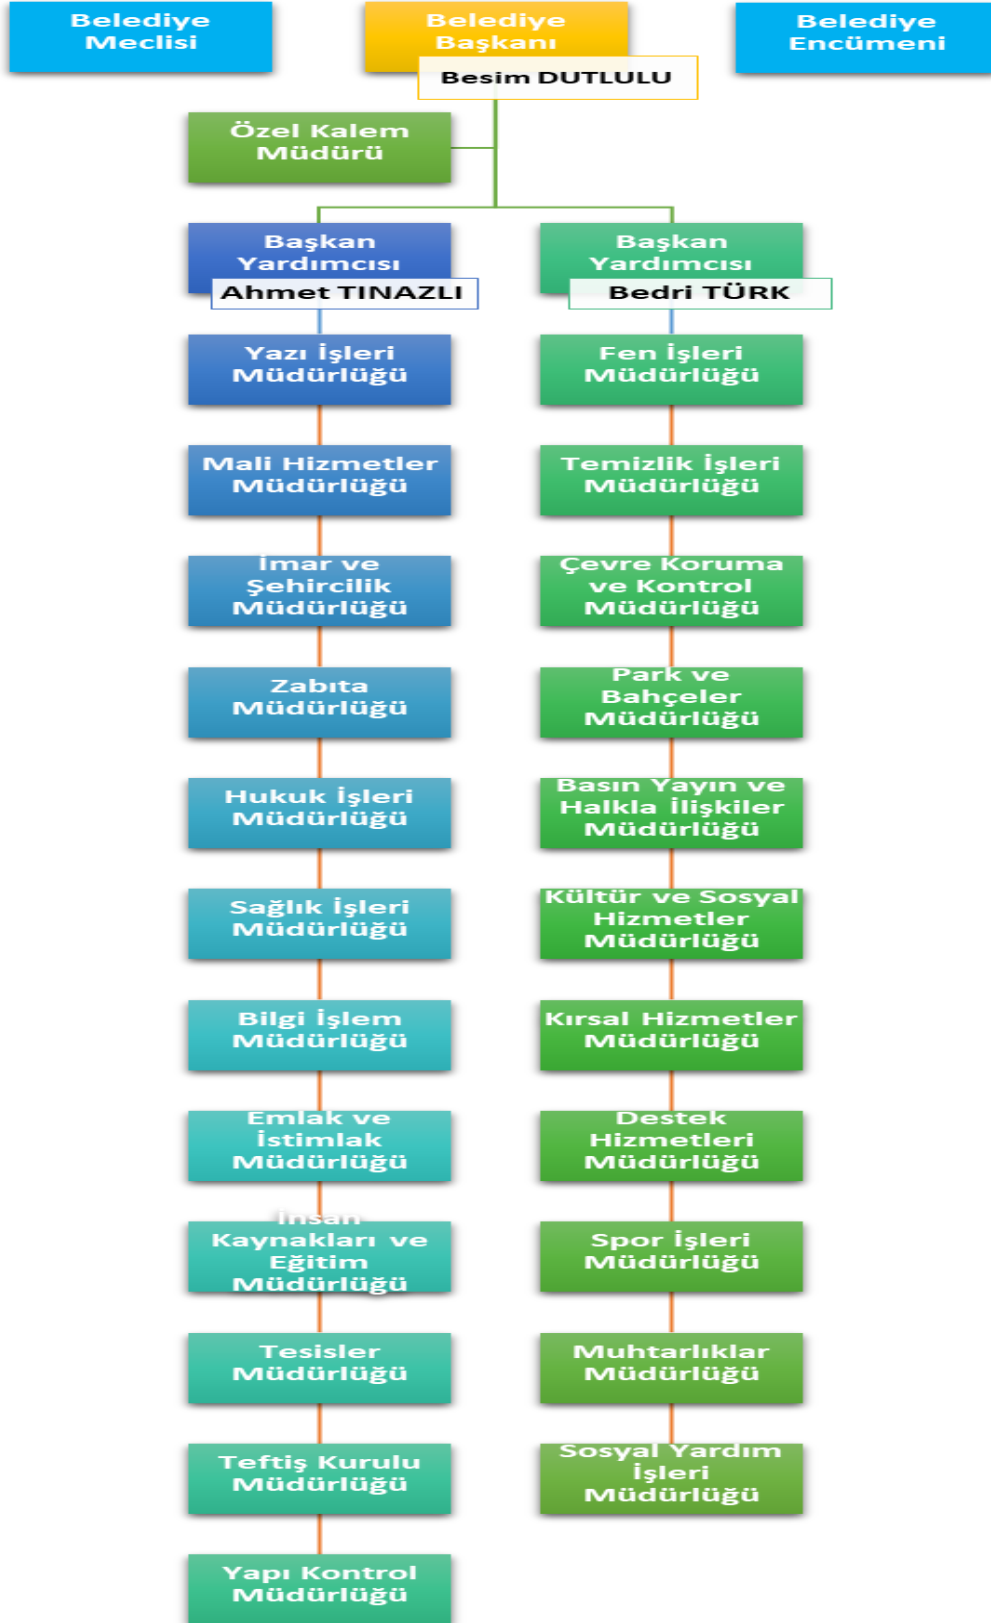 Belediye
Meclisi
Belediye
Başkanı
Besim DUTLULU
Belediye
Encümeni
Özel Kalem
Müdürü
Başkan
Yardımcısı
Ahmet TINAZLI
Yazı İşleri
Müdürlüğü
Mali Hizmetler
Müdürlüğü
İmar ve
Şehircilik
Müdürlüğü
Zabıta
Müdürlüğü
Hukuk İşleri
Müdürlüğü
Sağlık İşleri
Müdürlüğü
Bilgi İşlem
Müdürlüğü
Emlak ve
İstimlak
Müdürlüğü
İnsan
Kaynakları ve
Eğitim
Müdürlüğü
Tesisler
Müdürlüğü
Teftiş Kurulu
Müdürlüğü
Yapı Kontrol
Müdürlüğü
Başkan
Yardımcısı
Bedri TÜRK
Fen İşleri
Müdürlüğü
Temizlik İşleri
Müdürlüğü
Çevre Koruma
ve Kontrol
Müdürlüğü
Park ve
Bahçeler
Müdürlüğü
Basın Yayın ve
Halkla İlişkiler
Müdürlüğü
Kültür ve Sosyal
Hizmetler
Müdürlüğü
Kırsal Hizmetler
Müdürlüğü
Destek
Hizmetleri
Müdürlüğü
Spor İşleri
Müdürlüğü
Muhtarlıklar
Müdürlüğü
Sosyal Yardım
İşleri
Müdürlüğü